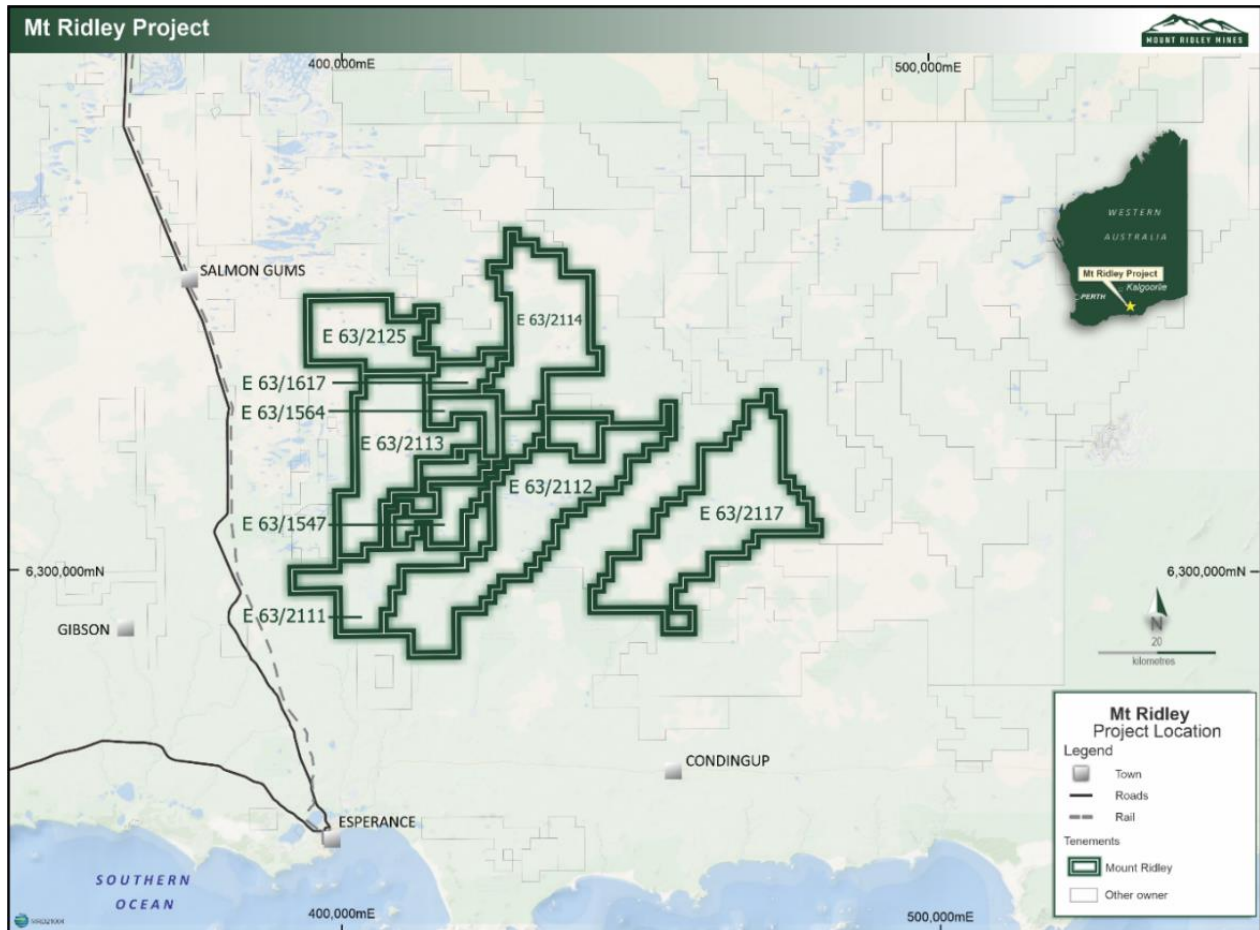 Mt Ridley Project
MOUNT RIDLEY MINES
400,000mE
500,000mE
WESTERN
AUSTRALIA
Mt Ridley Project
Kalgoorlie
PERTH
SALMON GUMS
E 63/2114
E 63/2125
E 63/1617
E 63/1564
E 63/2113
E 63/2112
E 63/2117
E 63/1547
6,300,000mN
6,300,000mN
E 63/2111
GIBSON
N
20
kilometres
CONDINGUP
ESPERANCE
SOUTHERN
OCEAN
400,000mE
500,000mE
Mt Ridley
Project Location
Legend
Town
Roads
Rail
Tenements
Mount Ridley
Other owner